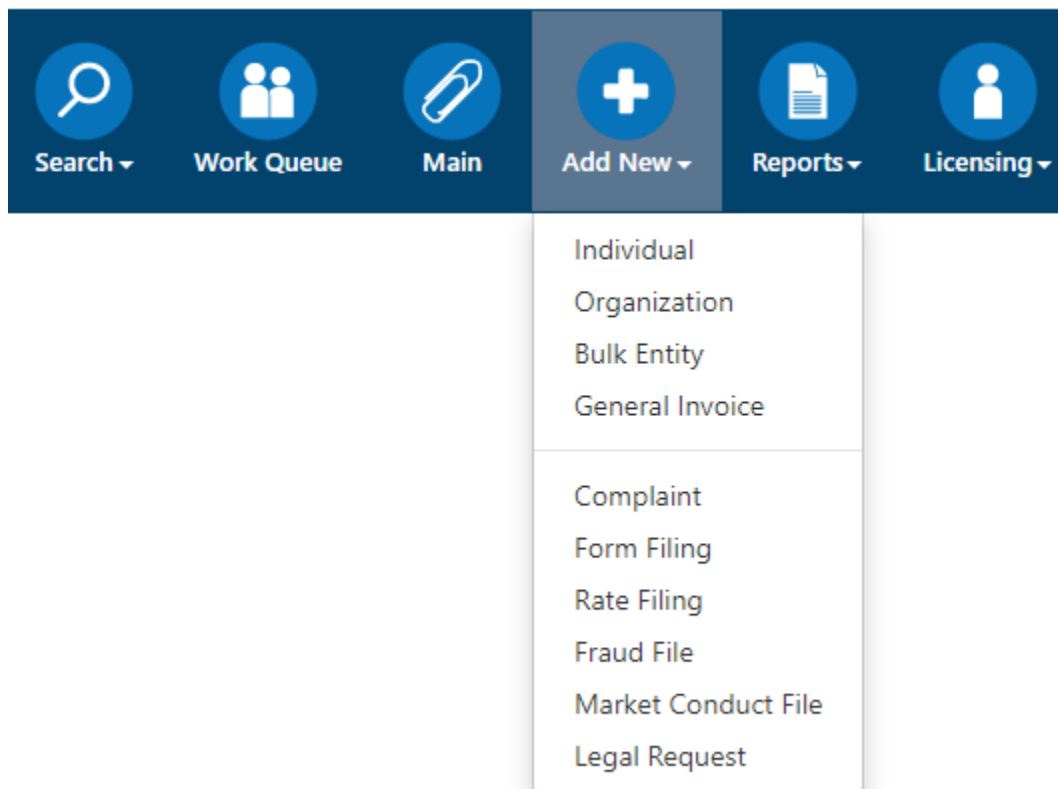 Search
Work Queue
Main
Add New
Reports
Licensing
Individual
Organization
Bulk Entity
General Invoice
Complaint
Form Filing
Rate Filing
Fraud File
Market Conduct File
Legal Request